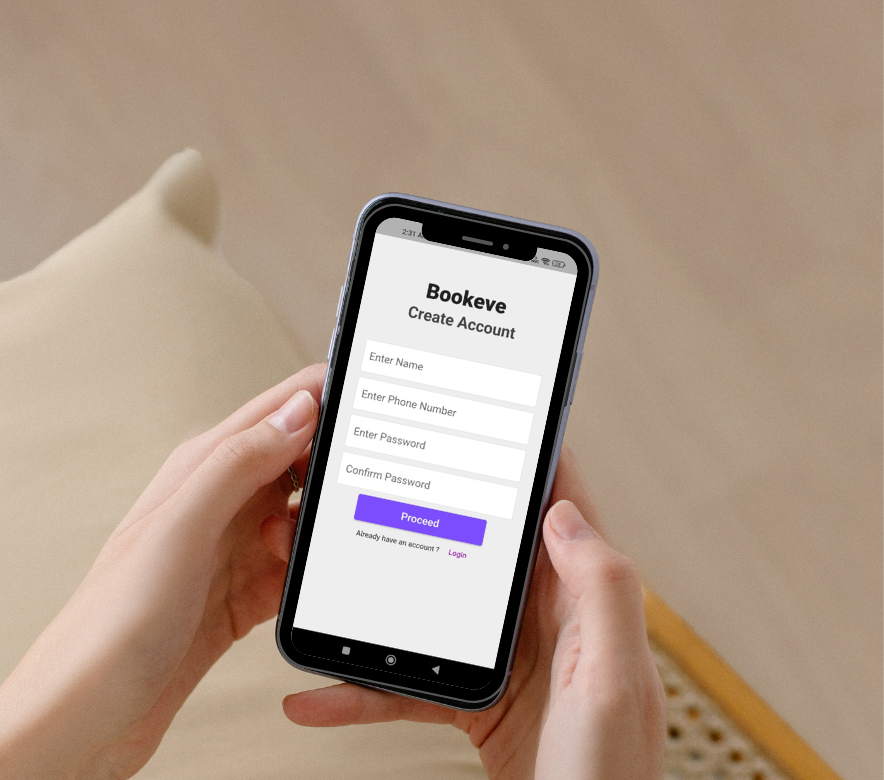 2:31 A
Bookeve
Create Account
Enter Name
Enter Phone Number
Enter Password
Confirm Password
Proceed
Already have an account ? Login